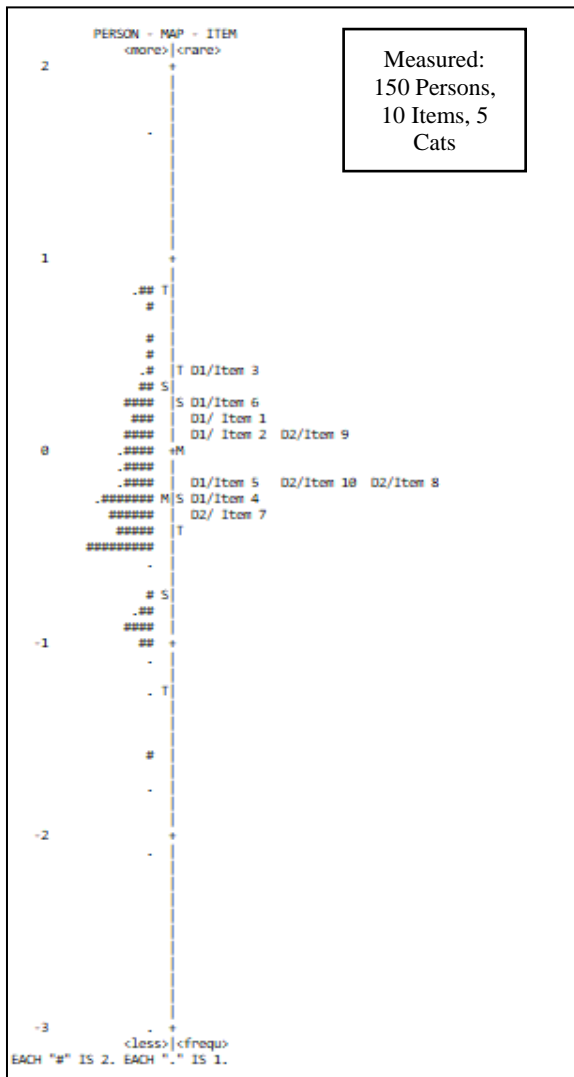 PERSON - MAP - ITEM
<more>|<rare>
2 +
|
. |
|
1 +
|
.## T|
# |
|
# |
# |
.# |T D1/Item 3
## S|
#### |S D1/Item 6
### | D1/ Item 1
#### | D1/ Item 2 D2/Item 9
0 .#### +M
.#### |
.#### | D1/Item 5 D2/Item 10 D2/Item 8
.####### M|S D1/Item 4
###### | D2/ Item 7
##### |T
######### |
. |
|
# S|
.## |
#### |
-1 ## +
. |
|
. T|
|
# |
|
. |
|
-2 +
. |
|
-3 . +
<less>|<frequ>
EACH "#" IS 2. EACH "." IS 1.
Measured:
150 Persons,
10 Items, 5
Cats